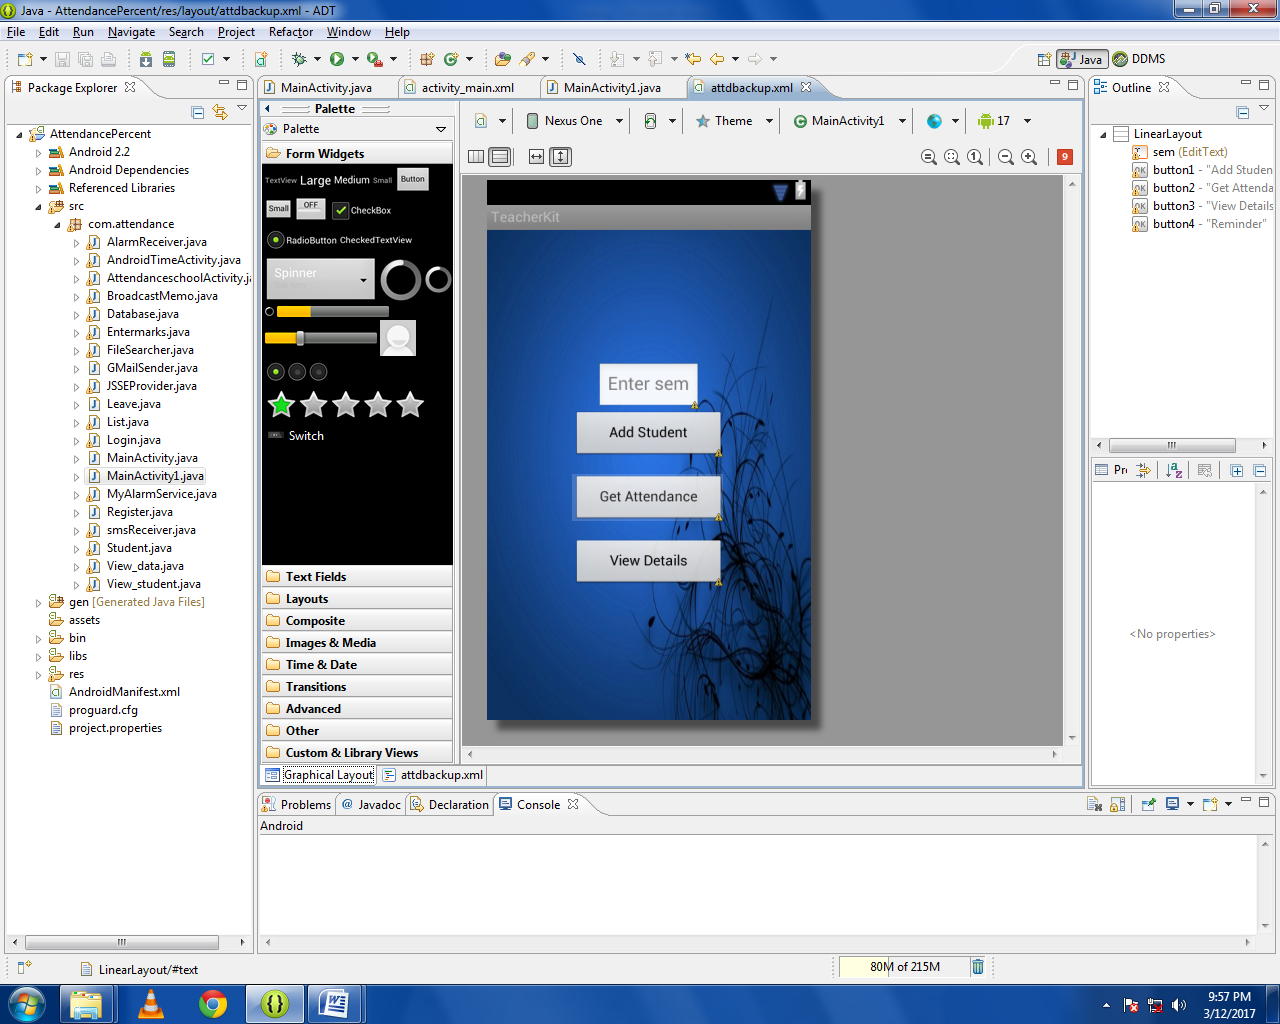 Java - AttendancePercent/res/layout/attdbackup.xml - ADT
File Edit Run Navigate Search Project Refactor Window Help
Java DDMS
Package Explorer
AttendancePercent
Android 2.2
Android Dependencies
Referenced Libraries
src
com.attendance
AlarmReceiver.java
AndroidTimeActivity.java
AttendanceschoolActivity.ja
BroadcastMemo.java
Database.java
Entermarks.java
FileSearcher.java
GMailSender.java
JSSEProvider.java
Leave.java
List.java
Login.java
MainActivity.java
MainActivity1.java
MyAlarmService.java
Register.java
smsReceiver.java
Student.java
View_data.java
View_student.java
gen [Generated Java Files]
assets
bin
libs
res
AndroidManifest.xml
proguard.cfg
project.properties
MainActivity.java activity_main.xml MainActivity1.java attdbackup.xml
Palette
Palette
Form Widgets
TextView Large Medium Small Button
Small OFF CheckBox
RadioButton CheckedTextView
Spinner
Switch
Text Fields
Layouts
Composite
Images & Media
Time & Date
Transitions
Advanced
Other
Custom & Library Views
Nexus One Theme MainActivity1 17
1 9
TeacherKit
Enter sem
Add Student
Get Attendance
View Details
Graphical Layout attdbackup.xml
Outline
LinearLayout
sem (EditText)
button1 - "Add Studen
button2 - "Get Attenda
button3 - "View Details
button4 - "Reminder"
Pr
<No properties>
Problems @ Javadoc Declaration Console
Android
LinearLayout/#text
80M of 215M
9:57 PM
3/12/2017